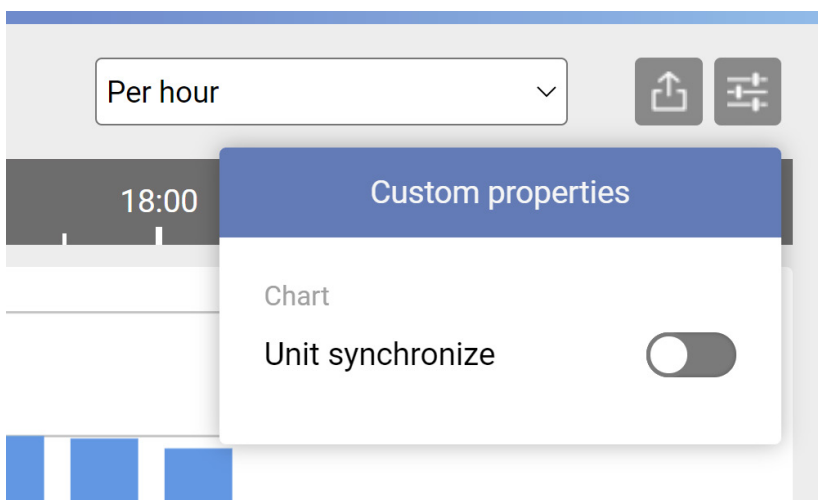 Per hour
18:00
Custom properties
Chart
Unit synchronize